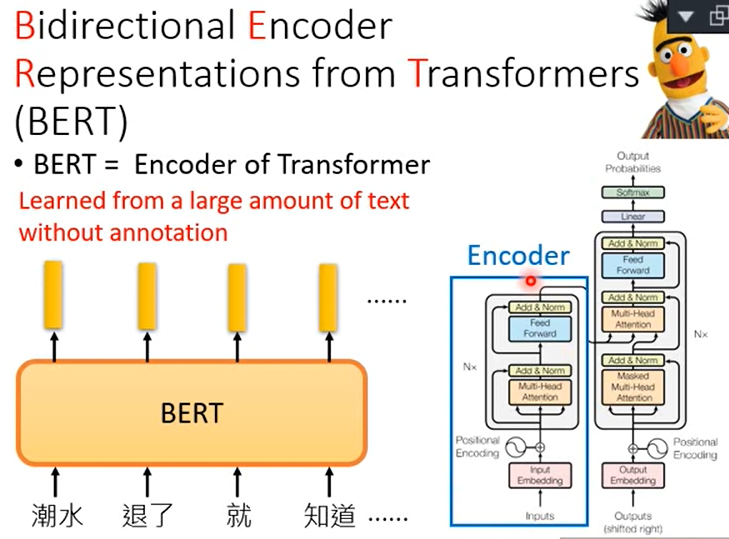 Bidirectional Encoder
Representations from Transformers
(BERT)
• BERT = Encoder of Transformer
Learned from a large amount of text
without annotation
......
BERT
潮水 退了 就 知道 ......
Encoder
Add & Norm
Feed
Forward
Nx
Add & Norm
Multi-Head
Attention
Positional
Encoding
Input
Embedding
Inputs
Output
Probabilities
Softmax
Linear
Add & Norm
Feed
Forward
Add & Norm
Multi-Head
Attention
Nx
Add & Norm
Masked
Multi-Head
Attention
Positional
Encoding
Output
Embedding
Outputs
(shifted right)